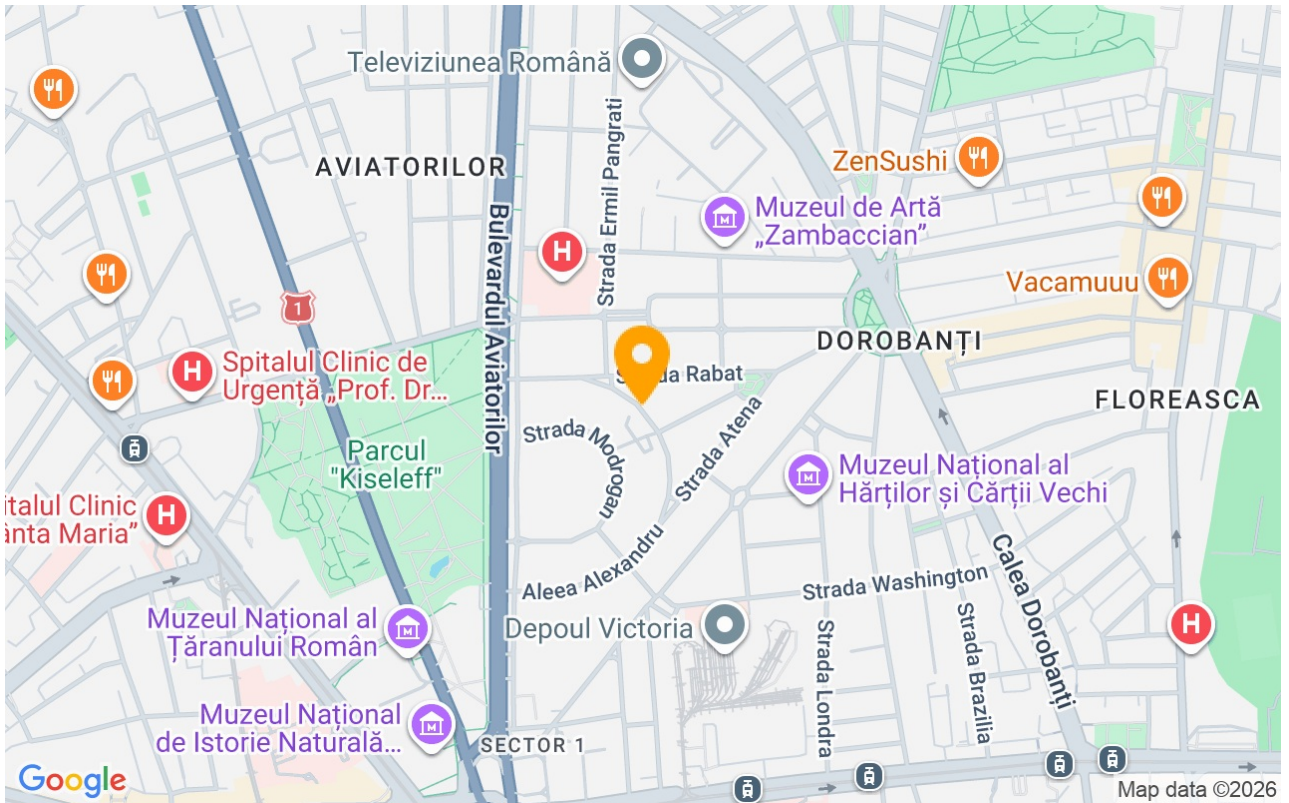 Televiziunea Română
Strada Ermil Pangrati
AVIATORILOR
ZenSushi
Muzeul de Artă
„Zambaccian”
Bulevardul Aviatorilor
H
Vacamuuu
1
DOROBANȚI
H
Spitalul Clinic de
Urgență „Prof. Dr...
Rabat
FLOREASCA
Strada Modrogan
Strada Atena
Parcul
"Kiseleff"
Muzeul Național al
Hărților și Cărții Vechi
italul Clinic
ânta Maria”
H
Aleea Alexandru
Calea Dorobanți
Strada Washington
Muzeul Național al
Țăranului Român
Depoul Victoria
H
Strada Londra
Strada Brazilia
Muzeul Național
de Istorie Naturală...
SECTOR 1
Google
Map data ©2026